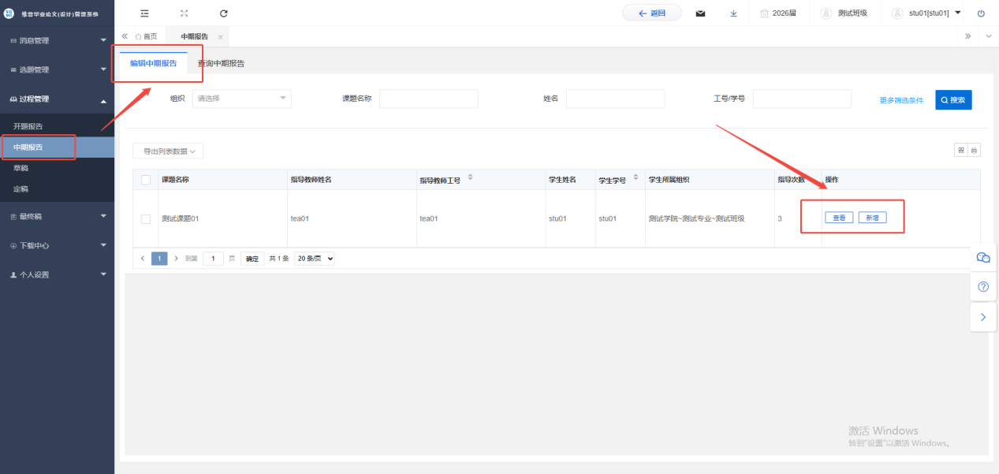 维普毕业论文(设计)管理系统
返回
2026届
测试班级
stu01[stu01]
消息管理
选题管理
过程管理
开题报告
中期报告
草稿
定稿
最终稿
下载中心
个人设置
首页
中期报告
编辑中期报告
查询中期报告
组织
请选择
课题名称
姓名
工号/学号
更多筛选条件
搜索
导出列表数据
课题名称 指导教师姓名 指导教师工号 学生姓名 学生学号 学生所属组织 指导次数 操作
测试课题01 tea01 tea01 stu01 stu01 测试学院~测试专业~测试班级 3 查看 新增
1 到第 1 页 确定 共 1 条 20 条/页
激活 Windows
转到"设置"以激活 Windows。